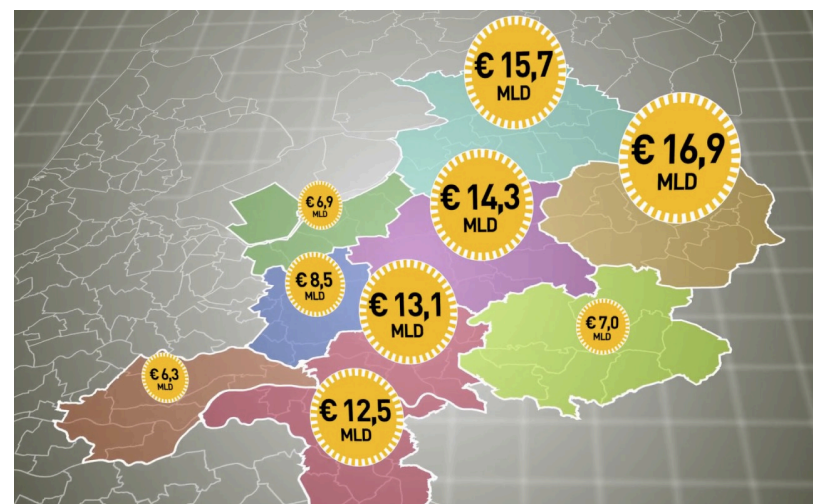 € 15,7
MLD
€ 16,9
MLD
€ 6,9
MLD
€ 14,3
MLD
€ 8,5
MLD
€ 13,1
MLD
€ 7,0
MLD
€ 6,3
MLD
€ 12,5
MLD